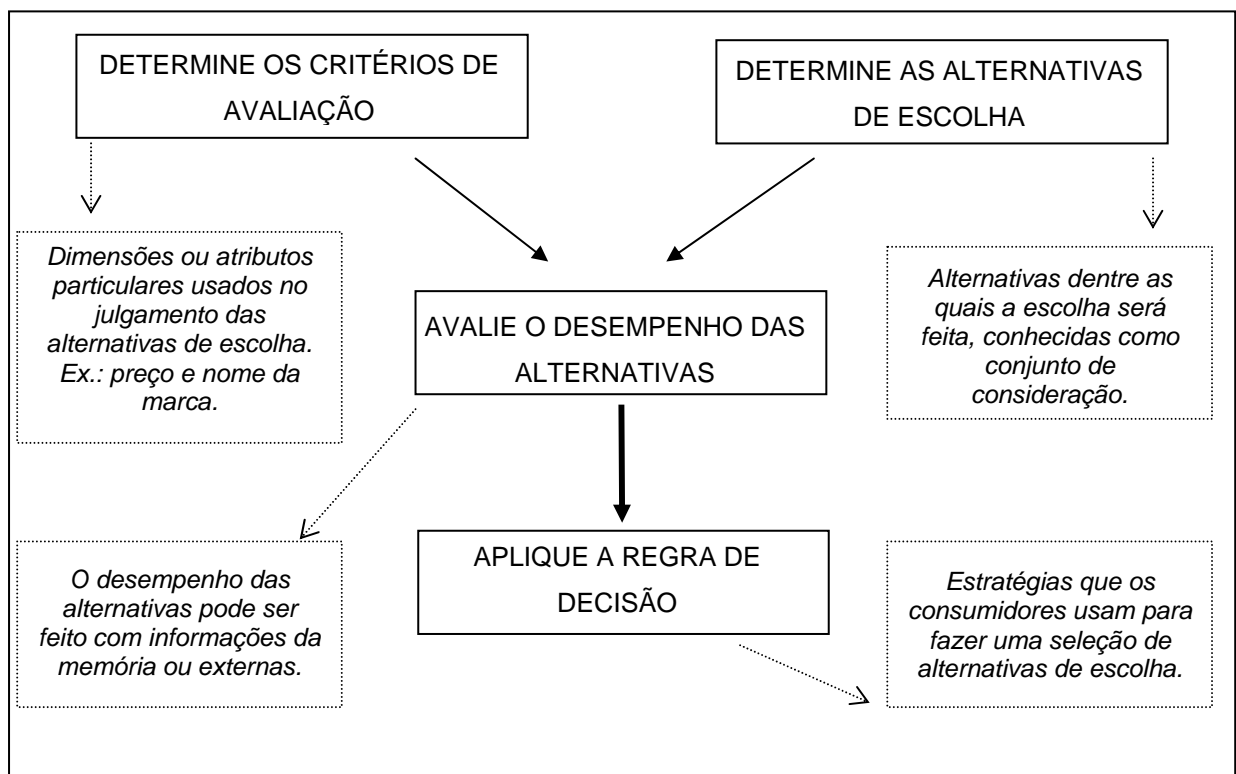 DETERMINE OS CRITÉRIOS DE
AVALIAÇÃO
DETERMINE AS ALTERNATIVAS
DE ESCOLHA
Dimensões ou atributos
particulares usados no
julgamento das
alternativas de escolha.
Ex.: preço e nome da
marca.
AVALIE O DESEMPENHO DAS
ALTERNATIVAS
Alternativas dentre as
quais a escolha será
feita, conhecidas como
conjunto de
consideração.
O desempenho das
alternativas pode ser
feito com informações da
memória ou externas.
APLIQUE A REGRA DE
DECISÃO
Estratégias que os
consumidores usam para
fazer uma seleção de
alternativas de escolha.